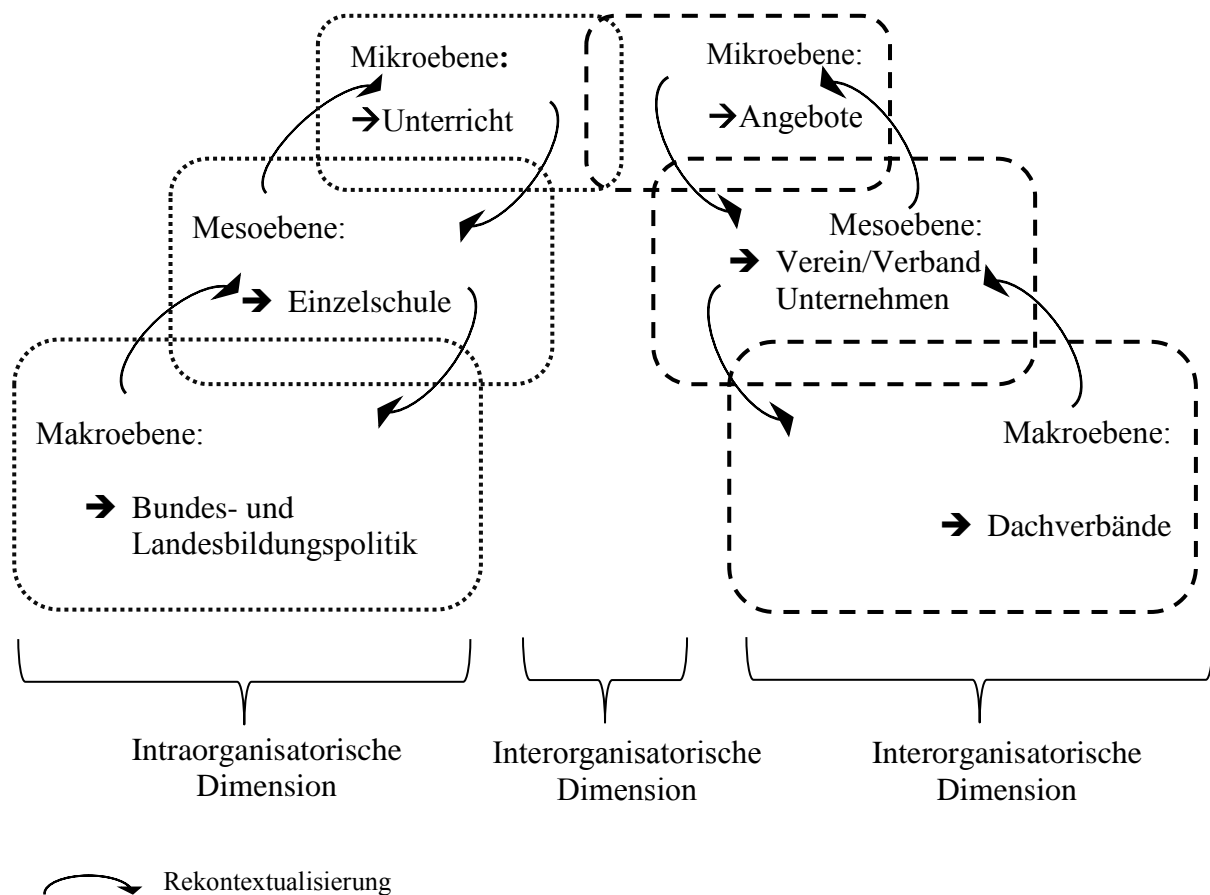 Mikroebene:
→Unterricht
Mikroebene:
→Angebote
Mesoebene:
→ Einzelschule
Mesoebene:
→ Verein/Verband
Unternehmen
Makroebene:
→ Bundes- und
Landesbildungspolitik
Makroebene:
→ Dachverbände
Intraorganisatorische
Dimension
Interorganisatorische
Dimension
Interorganisatorische
Dimension
Rekontextualisierung